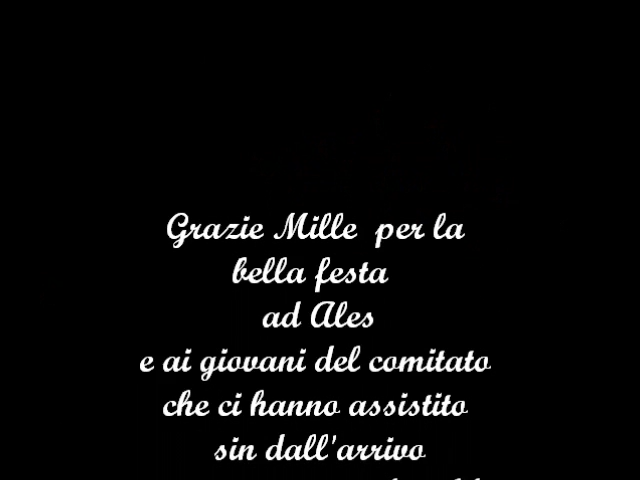 Grazie Mille per la
bella festa
ad Ales
e ai giovani del comitato
che ci hanno assistito
sin dall'arrivo